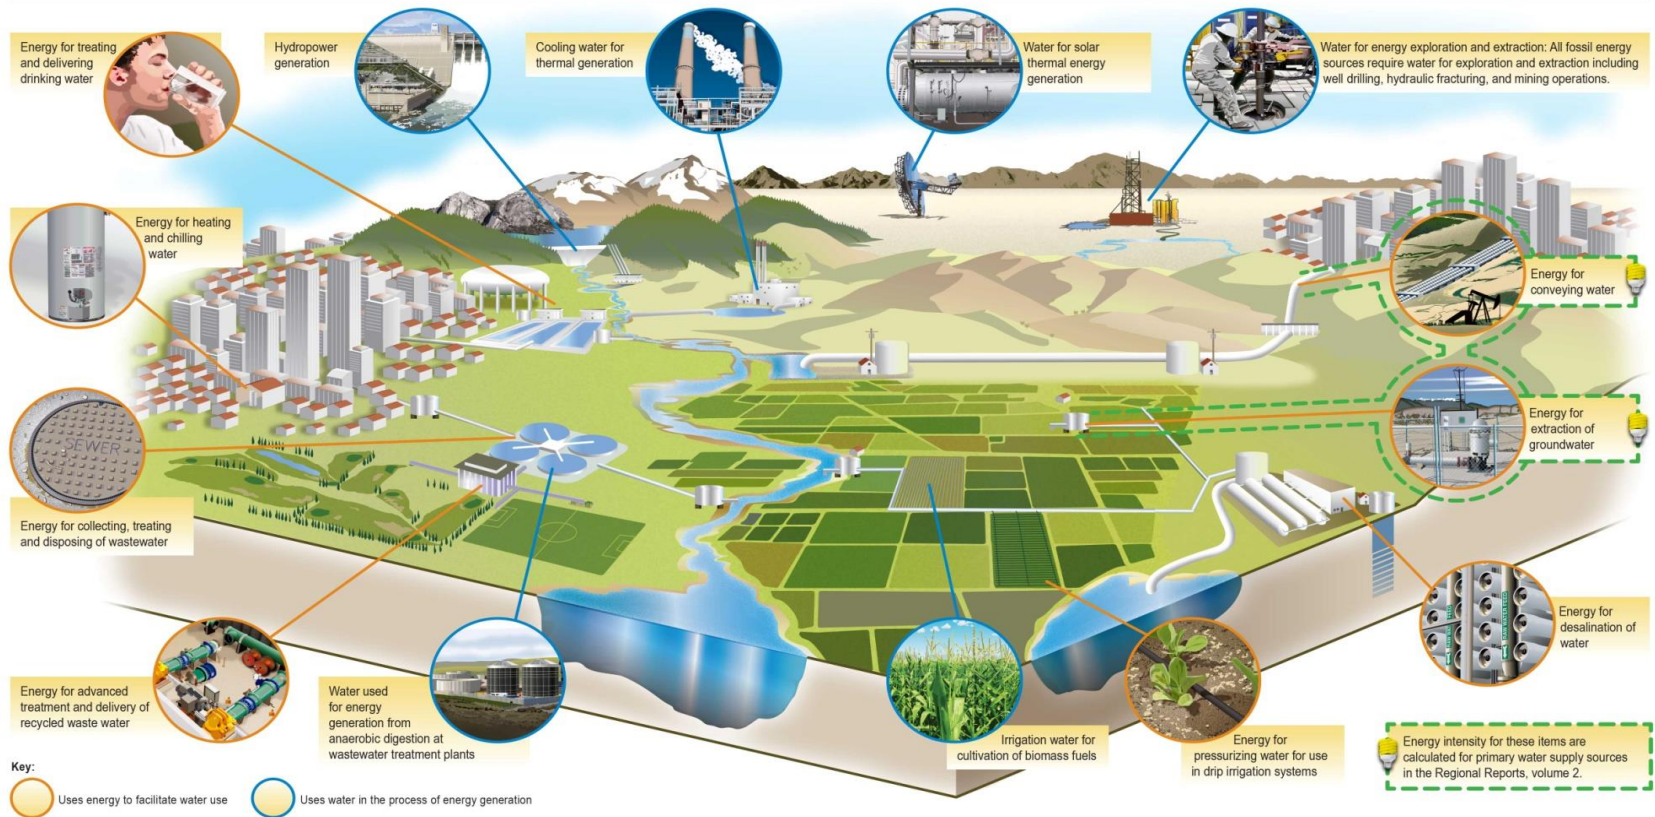 Energy for treating
and delivering
drinking water
Hydropower
generation
Cooling water for
thermal generation
Water for solar
thermal energy
generation
Water for energy exploration and extraction: All fossil energy
sources require water for exploration and extraction including
well drilling, hydraulic fracturing, and mining operations.
Energy for heating
and chilling
water
Energy for
conveying water
SEWER
Energy for
extraction of
groundwater
Energy for collecting, treating
and disposing of wastewater
Energy for
desalination of
water
Energy for advanced
treatment and delivery of
recycled waste water
Water used
for energy
generation from
anaerobic digestion at
wastewater treatment plants
Irrigation water for
cultivation of biomass fuels
Energy for
pressurizing water for use
in drip irrigation systems
Energy intensity for these items are
calculated for primary water supply sources
in the Regional Reports, volume 2.
Key:
Uses energy to facilitate water use
Uses water in the process of energy generation